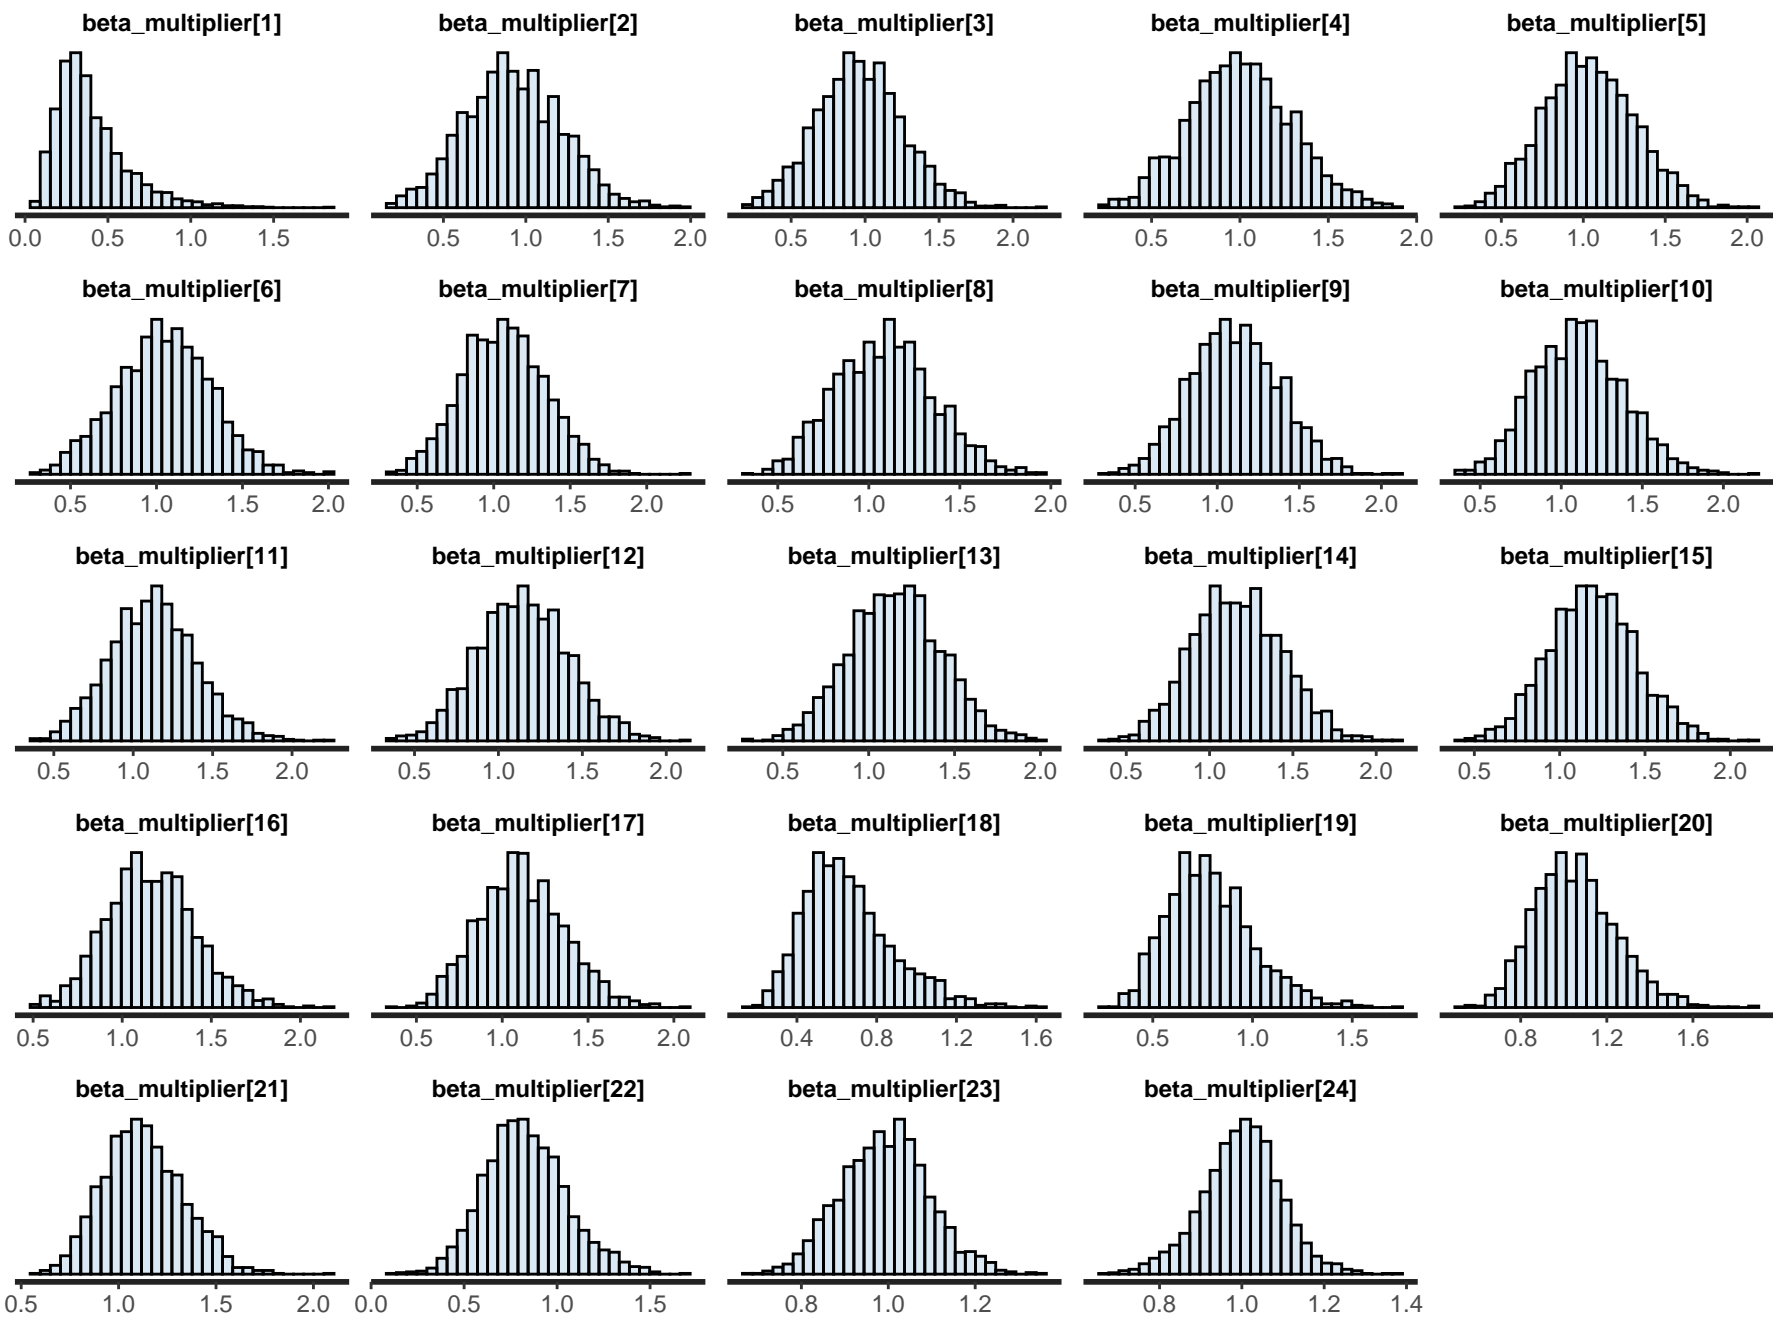 beta_multiplier[1] beta_multiplier[2] beta_multiplier[3] beta_multiplier[4] beta_multiplier[5]
0.0 0.5 1.0 1.5 0.5 1.0 1.5 2.0 0.5 1.0 1.5 2.0 0.5 1.0 1.5 2.0 0.5 1.0 1.5 2.0
beta_multiplier[6] beta_multiplier[7] beta_multiplier[8] beta_multiplier[9] beta_multiplier[10]
0.5 1.0 1.5 2.0 0.5 1.0 1.5 2.0 0.5 1.0 1.5 2.0 0.5 1.0 1.5 2.0 0.5 1.0 1.5 2.0
beta_multiplier[11] beta_multiplier[12] beta_multiplier[13] beta_multiplier[14] beta_multiplier[15]
0.5 1.0 1.5 2.0 0.5 1.0 1.5 2.0 0.5 1.0 1.5 2.0 0.5 1.0 1.5 2.0 0.5 1.0 1.5 2.0
beta_multiplier[16] beta_multiplier[17] beta_multiplier[18] beta_multiplier[19] beta_multiplier[20]
0.5 1.0 1.5 2.0 0.5 1.0 1.5 2.0 0.4 0.8 1.2 1.6 0.5 1.0 1.5 0.8 1.2 1.6
beta_multiplier[21] beta_multiplier[22] beta_multiplier[23] beta_multiplier[24]
0.5 1.0 1.5 2.0 0.0 0.5 1.0 1.5 0.8 1.0 1.2 0.8 1.0 1.2 1.4